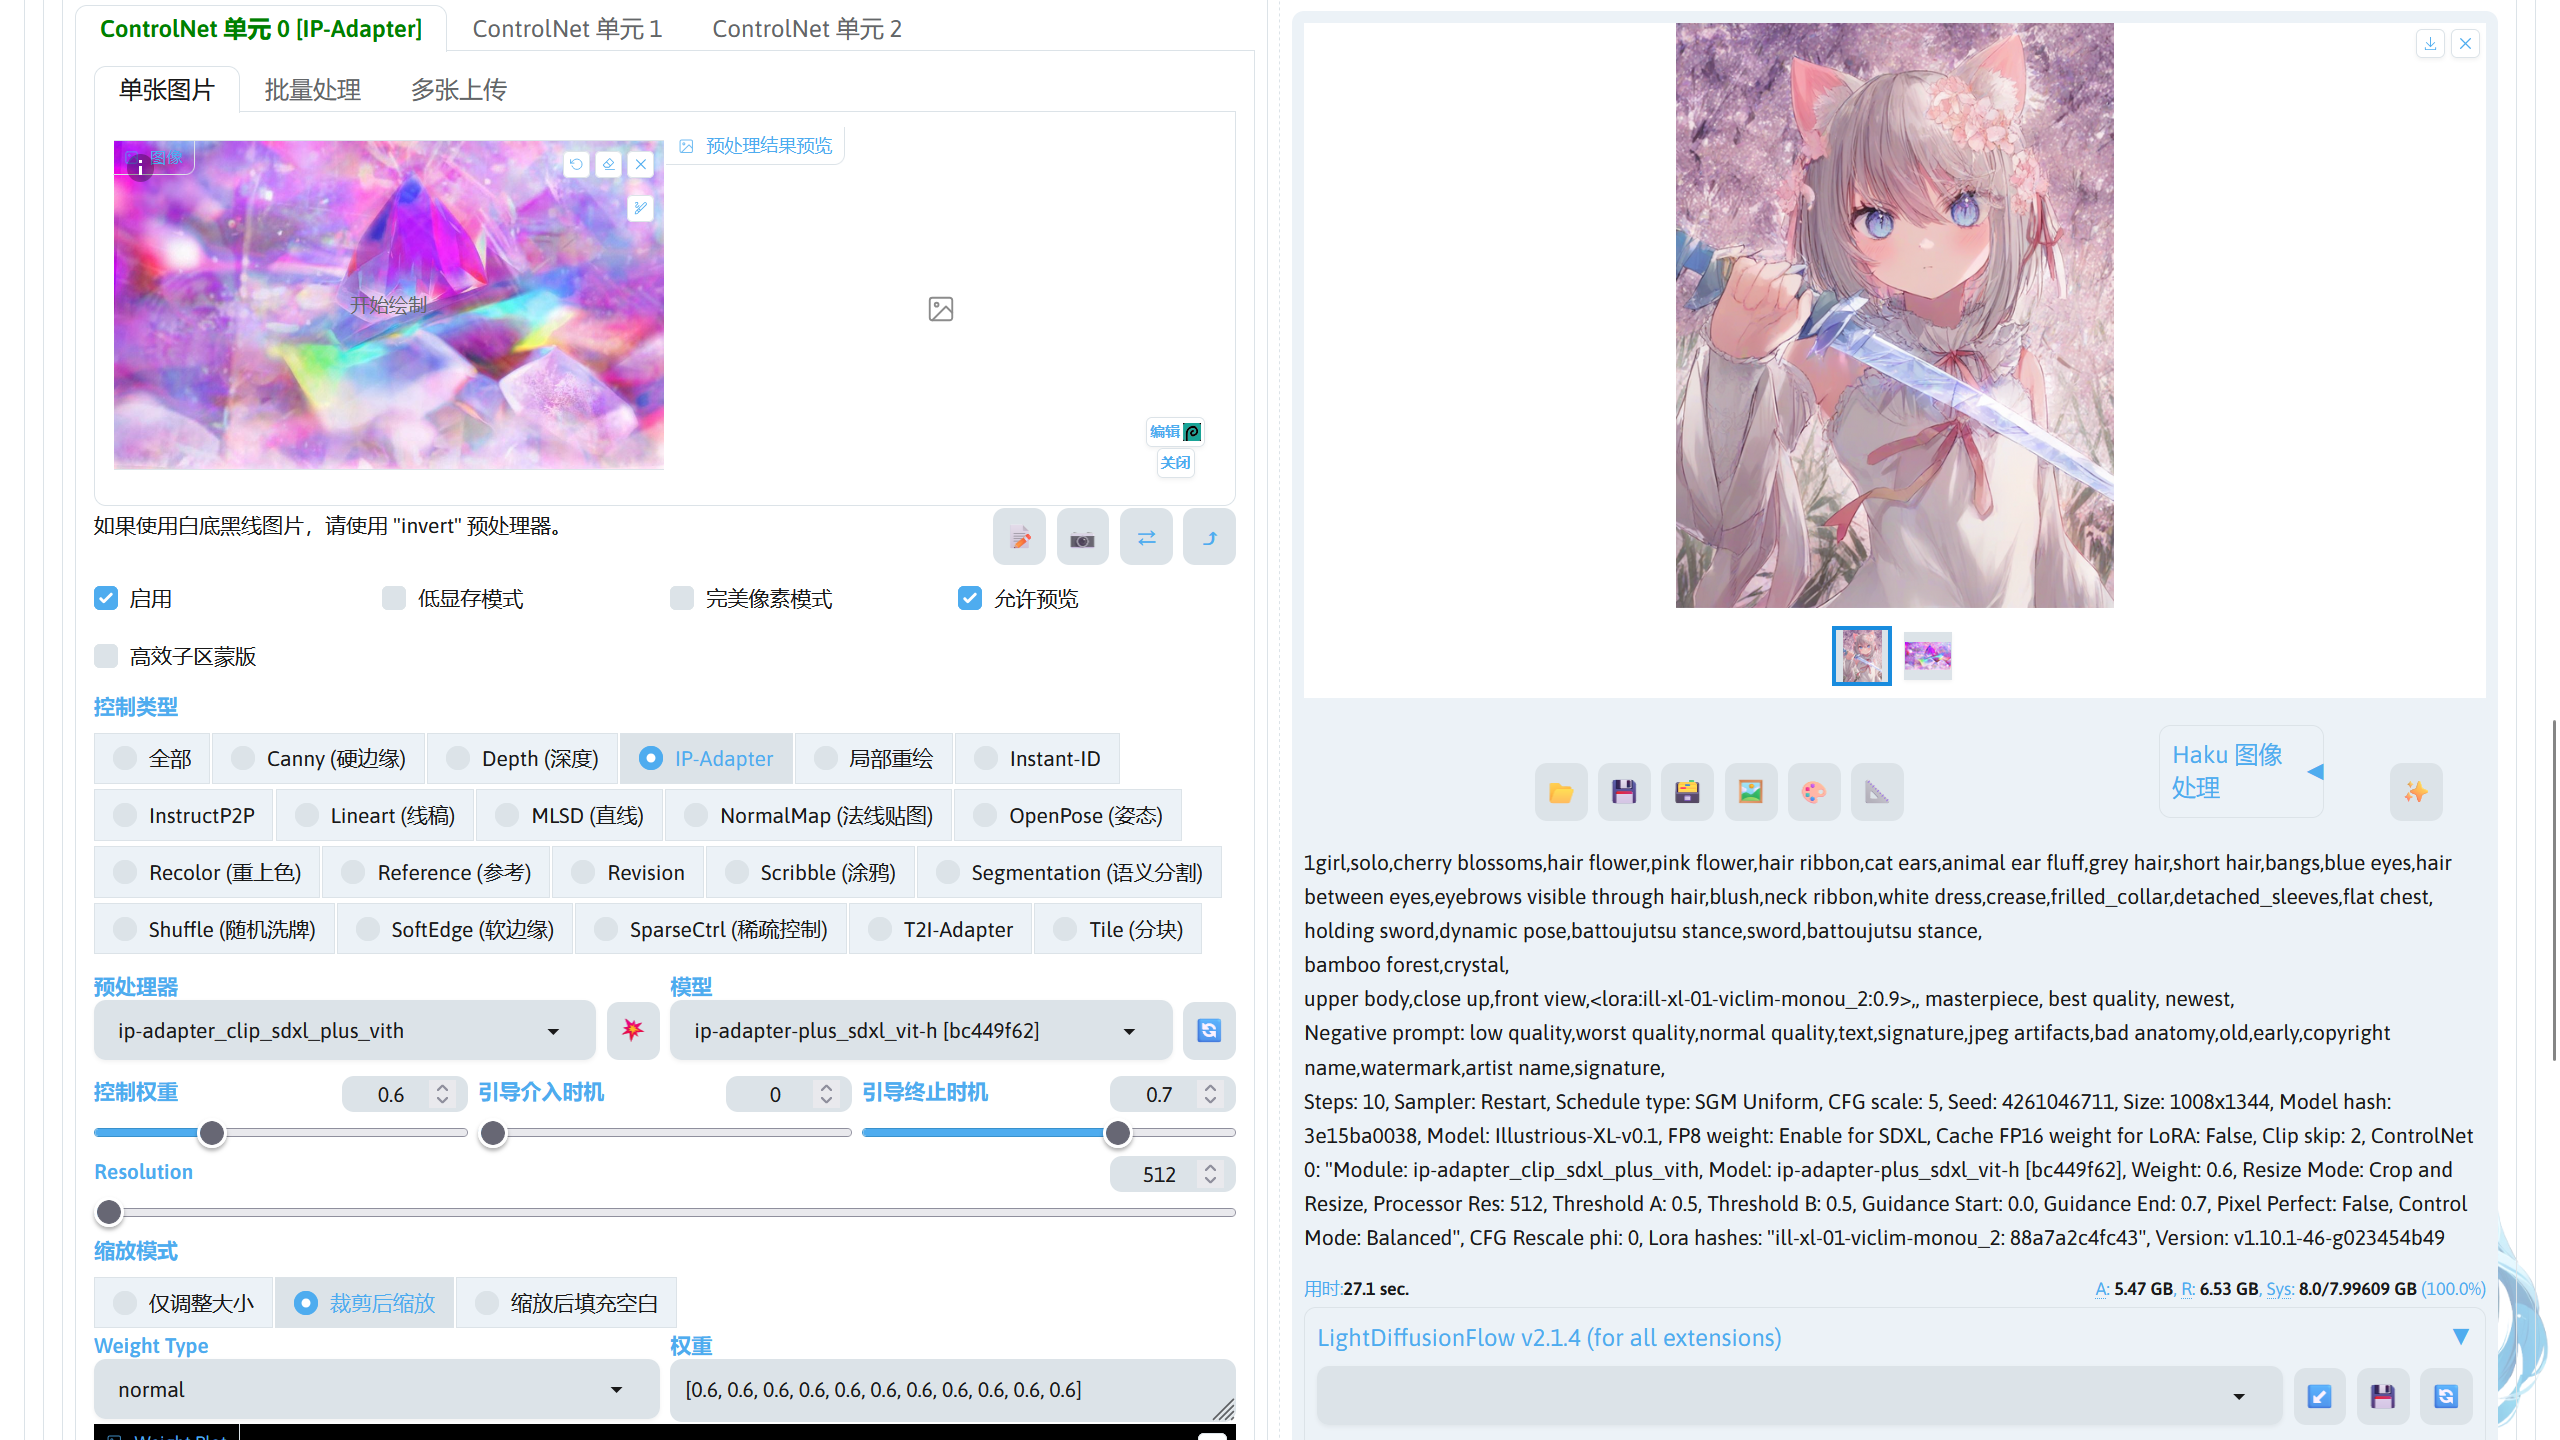 ControlNet 单元 0 [IP-Adapter]
ControlNet 单元 1
ControlNet 单元 2
单张图片
批量处理
多张上传
图像
预处理结果预览
开始绘制
编辑
关闭
如果使用白底黑线图片，请使用 "invert" 预处理器。
启用
低显存模式
完美像素模式
允许预览
高效子区蒙版
控制类型
全部
Canny (硬边缘)
Depth (深度)
IP-Adapter
局部重绘
Instant-ID
InstructP2P
Lineart (线稿)
MLSD (直线)
NormalMap (法线贴图)
OpenPose (姿态)
Recolor (重上色)
Reference (参考)
Revision
Scribble (涂鸦)
Segmentation (语义分割)
Shuffle (随机洗牌)
SoftEdge (软边缘)
SparseCtrl (稀疏控制)
T2I-Adapter
Tile (分块)
预处理器
模型
ip-adapter_clip_sdxl_plus_vith
ip-adapter-plus_sdxl_vit-h [bc449f62]
控制权重
0.6
引导介入时机
0
引导终止时机
0.7
Resolution
512
缩放模式
仅调整大小
裁剪后缩放
缩放后填充空白
Weight Type
权重
normal
[0.6, 0.6, 0.6, 0.6, 0.6, 0.6, 0.6, 0.6, 0.6, 0.6, 0.6]
Haku 图像
处理
1girl,solo,cherry blossoms,hair flower,pink flower,hair ribbon,cat ears,animal ear fluff,grey hair,short hair,bangs,blue eyes,hair
between eyes,eyebrows visible through hair,blush,neck ribbon,white dress,crease,frilled_collar,detached_sleeves,flat chest,
holding sword,dynamic pose,battoujutsu stance,sword,battoujutsu stance,
bamboo forest,crystal,
upper body,close up,front view,<lora:ill-xl-01-viclim-monou_2:0.9>,, masterpiece, best quality, newest,
Negative prompt: low quality,worst quality,normal quality,text,signature,jpeg artifacts,bad anatomy,old,early,copyright
name,watermark,artist name,signature,
Steps: 10, Sampler: Restart, Schedule type: SGM Uniform, CFG scale: 5, Seed: 4261046711, Size: 1008x1344, Model hash:
3e15ba0038, Model: Illustrious-XL-v0.1, FP8 weight: Enable for SDXL, Cache FP16 weight for LoRA: False, Clip skip: 2, ControlNet
0: "Module: ip-adapter_clip_sdxl_plus_vith, Model: ip-adapter-plus_sdxl_vit-h [bc449f62], Weight: 0.6, Resize Mode: Crop and
Resize, Processor Res: 512, Threshold A: 0.5, Threshold B: 0.5, Guidance Start: 0.0, Guidance End: 0.7, Pixel Perfect: False, Control
Mode: Balanced", CFG Rescale phi: 0, Lora hashes: "ill-xl-01-viclim-monou_2: 88a7a2c4fc43", Version: v1.10.1-46-g023454b49
用时:27.1 sec.
A: 5.47 GB, R: 6.53 GB, Sys: 8.0/7.99609 GB (100.0%)
LightDiffusionFlow v2.1.4 (for all extensions)